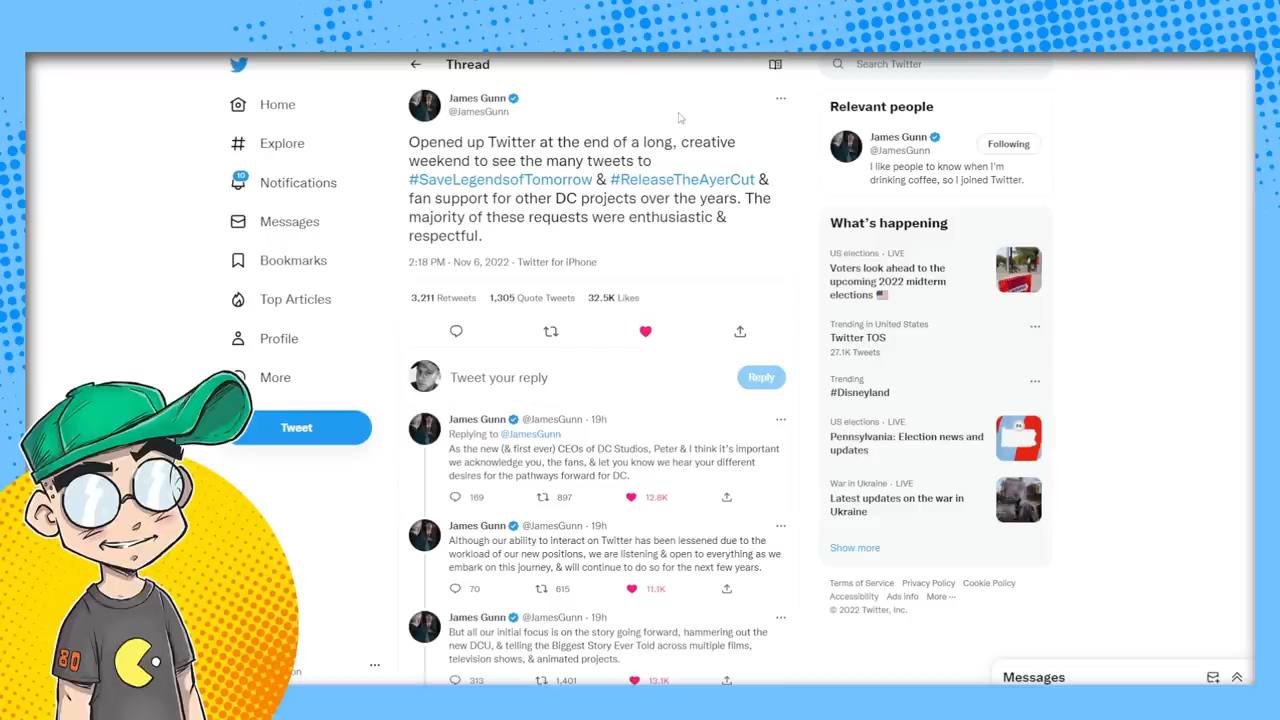 Home
Explore
10
Notifications
Messages
Bookmarks
Top Articles
Profile
More
Tweet
80
Thread
James Gunn
@JamesGunn
Opened up Twitter at the end of a long, creative
weekend to see the many tweets to
#SaveLegendsofTomorrow & #ReleaseTheAyerCut &
fan support for other DC projects over the years. The
majority of these requests were enthusiastic &
respectful.
2:18 PM · Nov 6, 2022 · Twitter for iPhone
3,211 Retweets 1,305 Quote Tweets 32.5K Likes
Tweet your reply
Reply
James Gunn @JamesGunn · 19h
Replying to @JamesGunn
As the new (& first ever) CEOs of DC Studios, Peter & I think it's important
we acknowledge you, the fans, & let you know we hear your different
desires for the pathways forward for DC.
169 897 12.8K
James Gunn @JamesGunn · 19h
Although our ability to interact on Twitter has been lessened due to the
workload of our new positions, we are listening & open to everything as we
embark on this journey, & will continue to do so for the next few years.
70 615 11.1K
James Gunn @JamesGunn · 19h
But all our initial focus is on the story going forward, hammering out the
new DCU, & telling the Biggest Story Ever Told across multiple films,
television shows, & animated projects.
313 1,401 13.1K
Search Twitter
Relevant people
James Gunn
@JamesGunn
Following
I like people to know when I'm
drinking coffee, so I joined Twitter.
What's happening
US elections · LIVE
Voters look ahead to the
upcoming 2022 midterm
elections
Trending in United States
Twitter TOS
27.1K Tweets
Trending
#Disneyland
US elections · LIVE
Pennsylvania: Election news and
updates
War in Ukraine · LIVE
Latest updates on the war in
Ukraine
Show more
Terms of Service Privacy Policy Cookie Policy
Accessibility Ads info More ···
© 2022 Twitter, Inc.
Messages